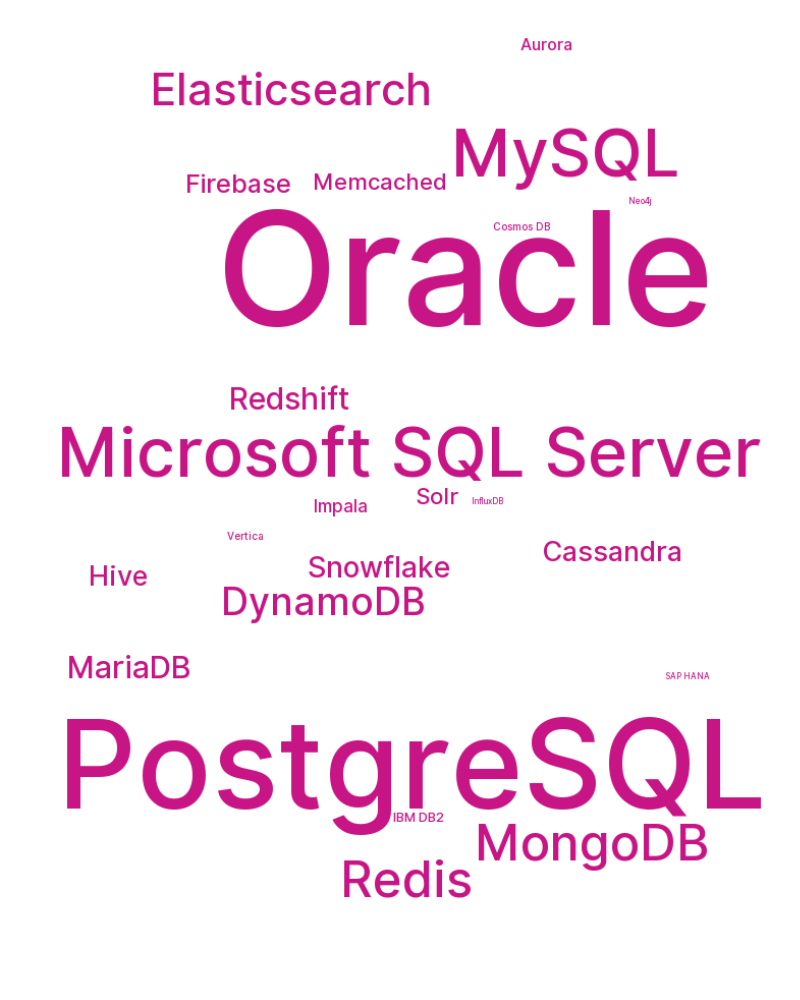 Aurora
Elasticsearch
MySQL
Firebase
Memcached
Neo4j
Cosmos DB
Oracle
Redshift
Microsoft SQL Server
Solr
InfluxDB
Impala
Vertica
Cassandra
Snowflake
Hive
DynamoDB
MariaDB
SAP HANA
PostgreSQL
IBM DB2
MongoDB
Redis